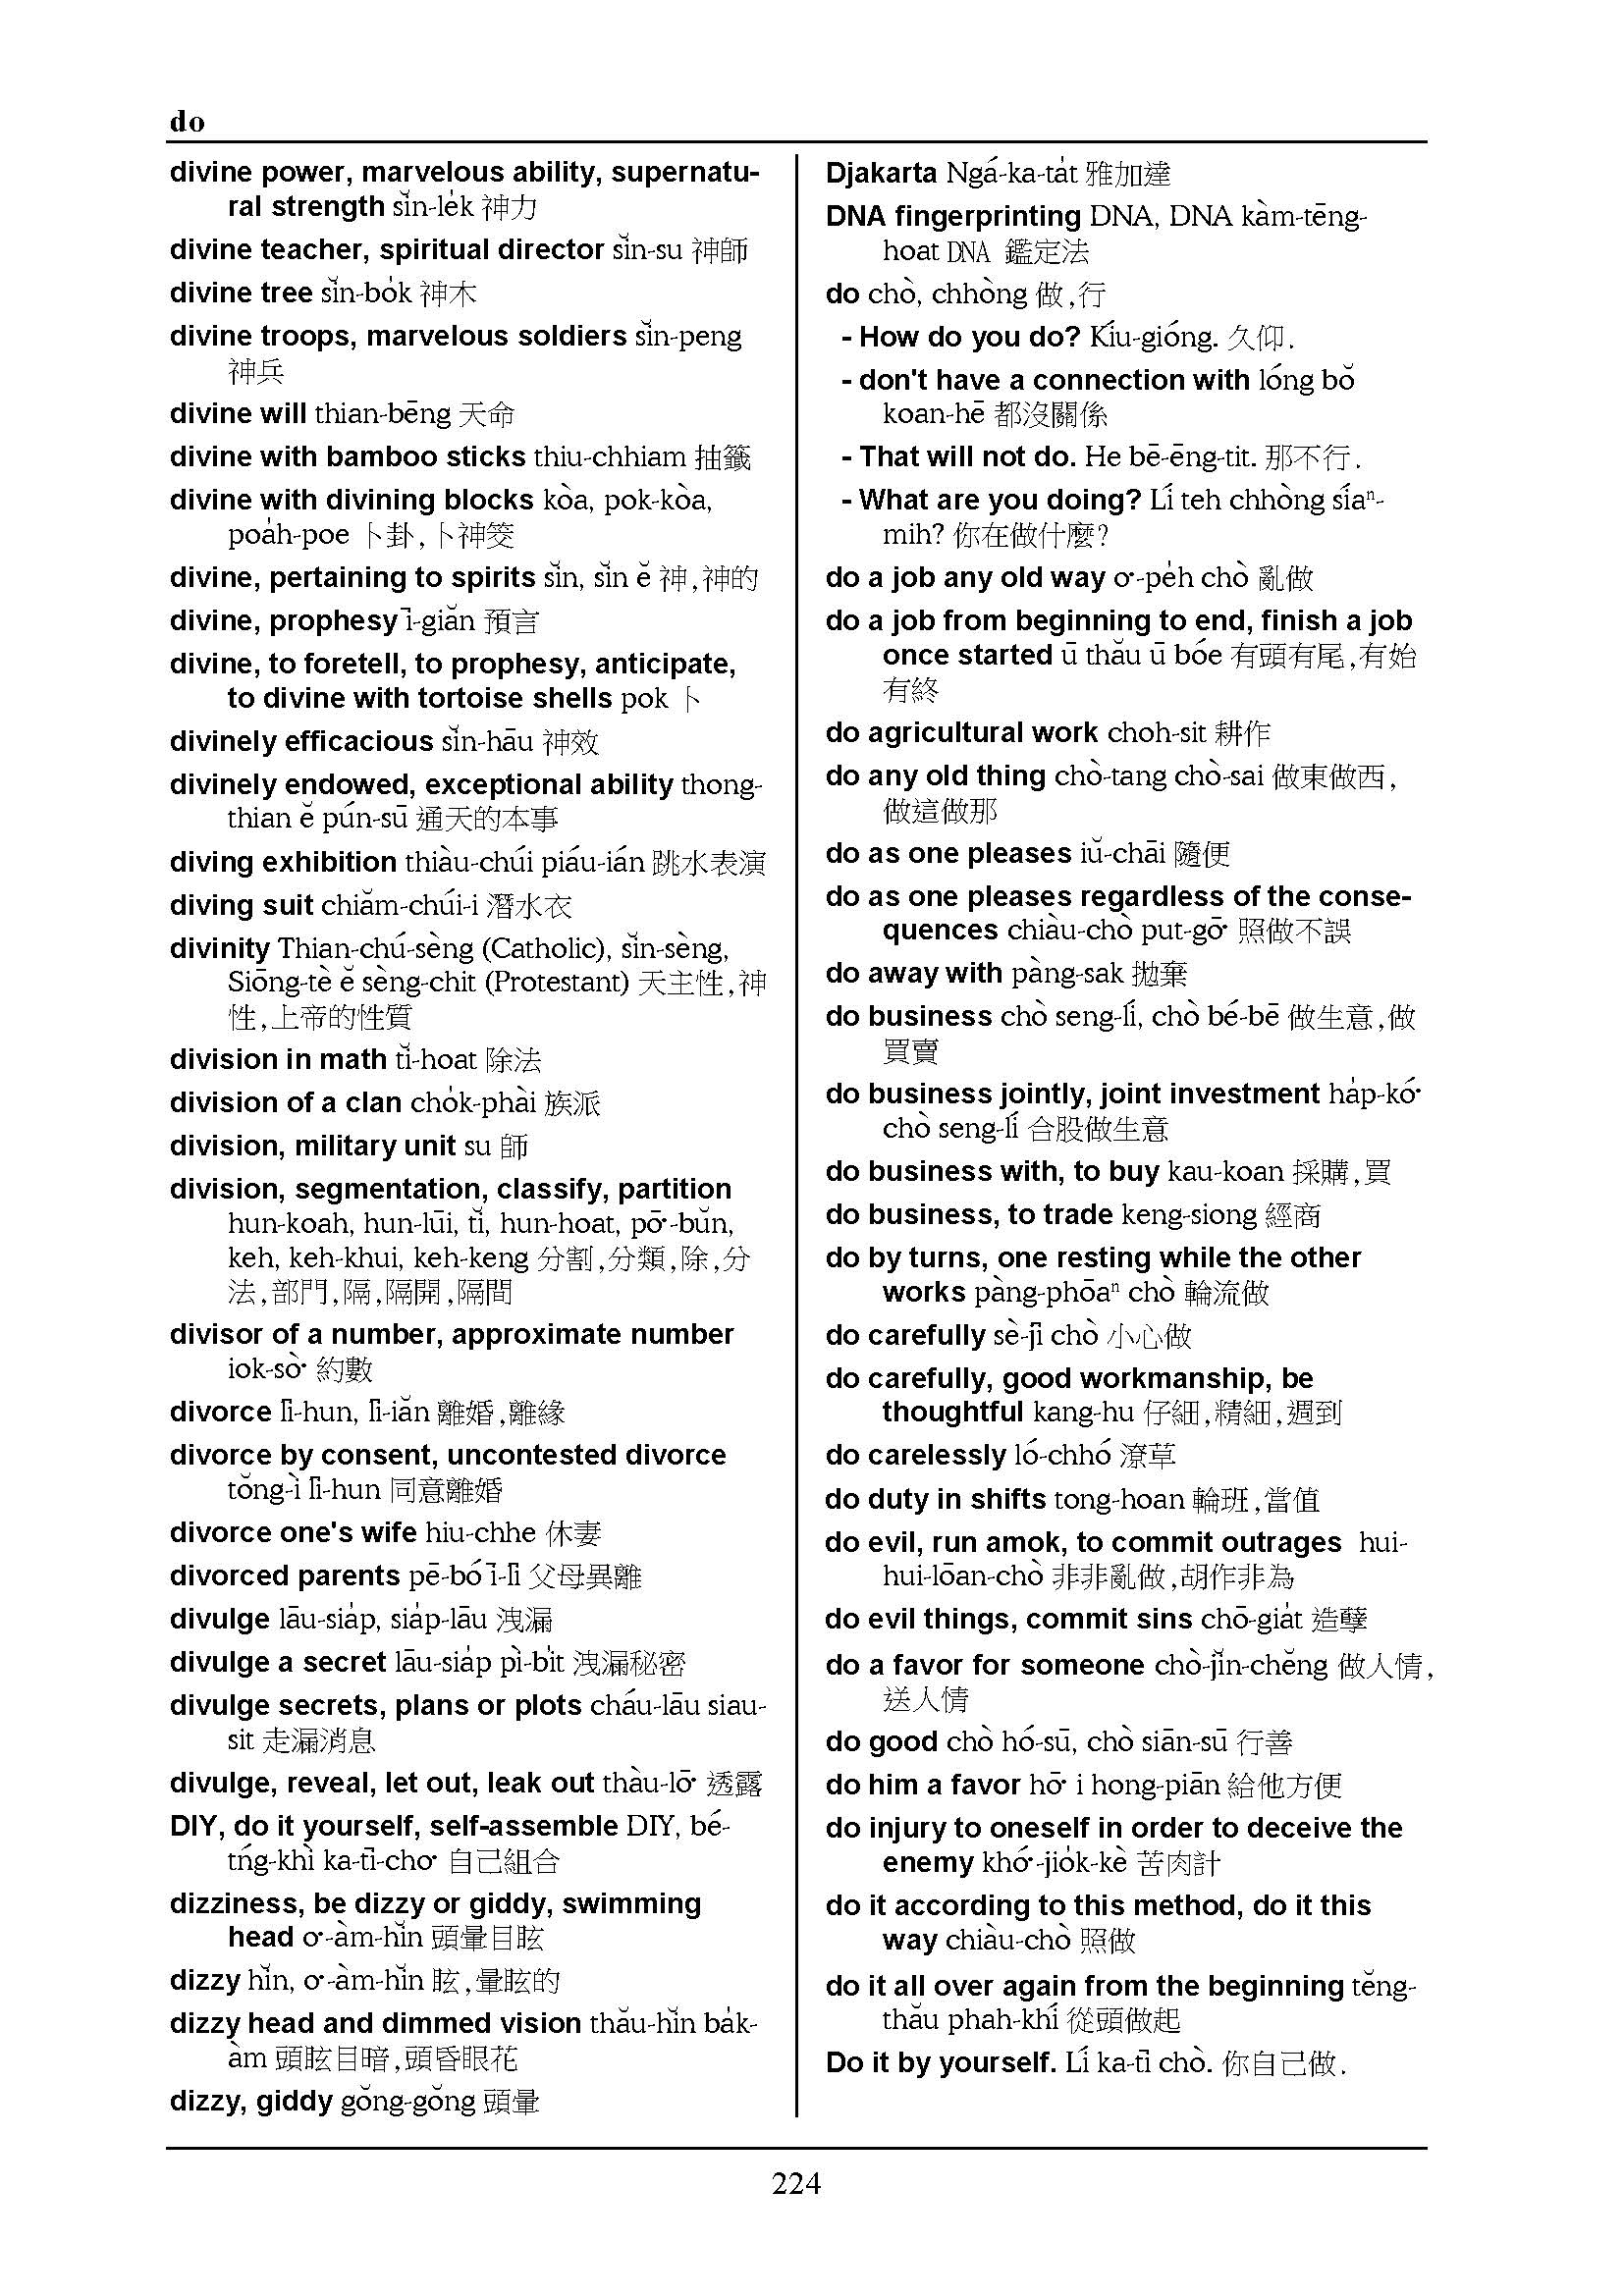 do
divine power, marvelous ability, supernatu-
ral strength sĭn-le̍k 神力
divine teacher, spiritual director sĭn-su 神師
divine tree sĭn-bo̍k 神木
divine troops, marvelous soldiers sĭn-peng
神兵
divine will thian-bēng 天命
divine with bamboo sticks thiu-chhiam 抽籤
divine with divining blocks kòa, pok-kòa,
poa̍h-poe 卜卦,卜神筊
divine, pertaining to spirits sĭn, sĭn ĕ 神,神的
divine, prophesy ī-giăn 預言
divine, to foretell, to prophesy, anticipate,
to divine with tortoise shells pok 卜
divinely efficacious sĭn-hāu 神效
divinely endowed, exceptional ability thong-
thian ĕ pún-sū 通天的本事
diving exhibition thiàu-chúi piáu-ián 跳水表演
diving suit chiăm-chúi-i 潛水衣
divinity Thian-chú-sèng (Catholic), sĭn-sèng,
Siōng-tè ĕ sèng-chit (Protestant) 天主性,神
性,上帝的性質
division in math tĭ-hoat 除法
division of a clan cho̍k-phài 族派
division, military unit su 師
division, segmentation, classify, partition
hun-koah, hun-lūi, tĭ, hun-hoat, pō͘-bŭn,
keh, keh-khui, keh-keng 分割,分類,除,分
法,部門,隔,隔開,隔間
divisor of a number, approximate number
iok-sò͘ 約數
divorce lī-hun, lī-iăn 離婚,離緣
divorce by consent, uncontested divorce
tŏng-ì lī-hun 同意離婚
divorce one's wife hiu-chhe 休妻
divorced parents pē-bó ī-lī 父母異離
divulge lāu-sia̍p, sia̍p-lāu 洩漏
divulge a secret lāu-sia̍p pì-bi̍t 洩漏秘密
divulge secrets, plans or plots cháu-lāu siau-
sit 走漏消息
divulge, reveal, let out, leak out thàu-lō͘ 透露
DIY, do it yourself, self-assemble DIY, bé-
tńg-khì ka-tī-cho͘ 自己組合
dizziness, be dizzy or giddy, swimming
head o͘-àm-hĭn 頭暈目眩
dizzy hĭn, o͘-àm-hĭn 眩,暈眩的
dizzy head and dimmed vision thău-hĭn ba̍k-
àm 頭眩目暗,頭昏眼花
dizzy, giddy gŏng-gŏng 頭暈
Djakarta Ngá-ka-ta̍t 雅加達
DNA fingerprinting DNA, DNA kàm-tēng-
hoat DNA 鑑定法
do chò, chhòng 做,行
- How do you do? Kíu-gióng. 久仰.
- don't have a connection with lóng bŏ
koan-hē 都沒關係
- That will not do. He bē-ēng-tit. 那不行.
- What are you doing? Lí teh chhòng síaⁿ-
mih? 你在做什麼?
do a job any old way o͘-pe̍h chò 亂做
do a job from beginning to end, finish a job
once started ū thău ū bóe 有頭有尾,有始
有終
do agricultural work choh-sit 耕作
do any old thing chò-tang chò-sai 做東做西,
做這做那
do as one pleases iŭ-chāi 隨便
do as one pleases regardless of the conse-
quences chiàu-chò put-gō͘ 照做不誤
do away with pàng-sak 拋棄
do business chò seng-lí, chò bé-bē 做生意,做
買賣
do business jointly, joint investment ha̍p-kó͘
chò seng-lí 合股做生意
do business with, to buy kau-koan 採購,買
do business, to trade keng-siong 經商
do by turns, one resting while the other
works pàng-phōaⁿ chò 輪流做
do carefully sè-jī chò 小心做
do carefully, good workmanship, be
thoughtful kang-hu 仔細,精細,週到
do carelessly ló-chhó 潦草
do duty in shifts tong-hoan 輪班,當值
do evil, run amok, to commit outrages hui-
hui-lōan-chò 非非亂做,胡作非為
do evil things, commit sins chō-gia̍t 造孽
do a favor for someone chò-jĭn-chĕng 做人情,
送人情
do good chò hó-sū, chò siān-sū 行善
do him a favor hō͘ i hong-piān 給他方便
do injury to oneself in order to deceive the
enemy khó͘-jio̍k-kè 苦肉計
do it according to this method, do it this
way chiàu-chò 照做
do it all over again from the beginning tĕng-
thău phah-khí 從頭做起
Do it by yourself. Lí ka-tī chò. 你自己做.
224